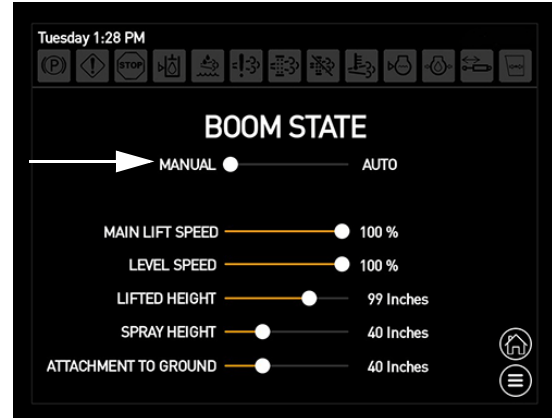 Tuesday 1:28 PM
(P) STOP
BOOM STATE
MANUAL AUTO
MAIN LIFT SPEED 100 %
LEVEL SPEED 100 %
LIFTED HEIGHT 99 Inches
SPRAY HEIGHT 40 Inches
ATTACHMENT TO GROUND 40 Inches